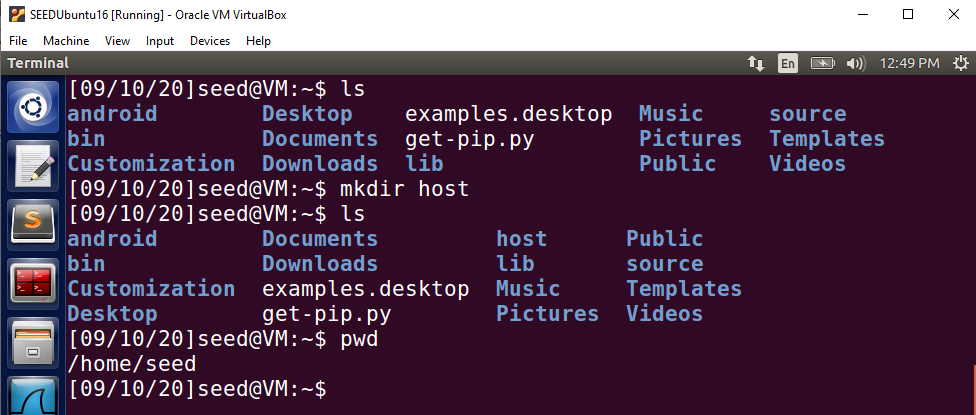 SEEDUbuntu16 [Running] - Oracle VM VirtualBox
File Machine View Input Devices Help
Terminal En 12:49 PM
[09/10/20]seed@VM:~$ ls
android Desktop examples.desktop Music source
bin Documents get-pip.py Pictures Templates
Customization Downloads lib Public Videos
[09/10/20]seed@VM:~$ mkdir host
[09/10/20]seed@VM:~$ ls
android Documents host Public
bin Downloads lib source
Customization examples.desktop Music Templates
Desktop get-pip.py Pictures Videos
[09/10/20]seed@VM:~$ pwd
/home/seed
[09/10/20]seed@VM:~$